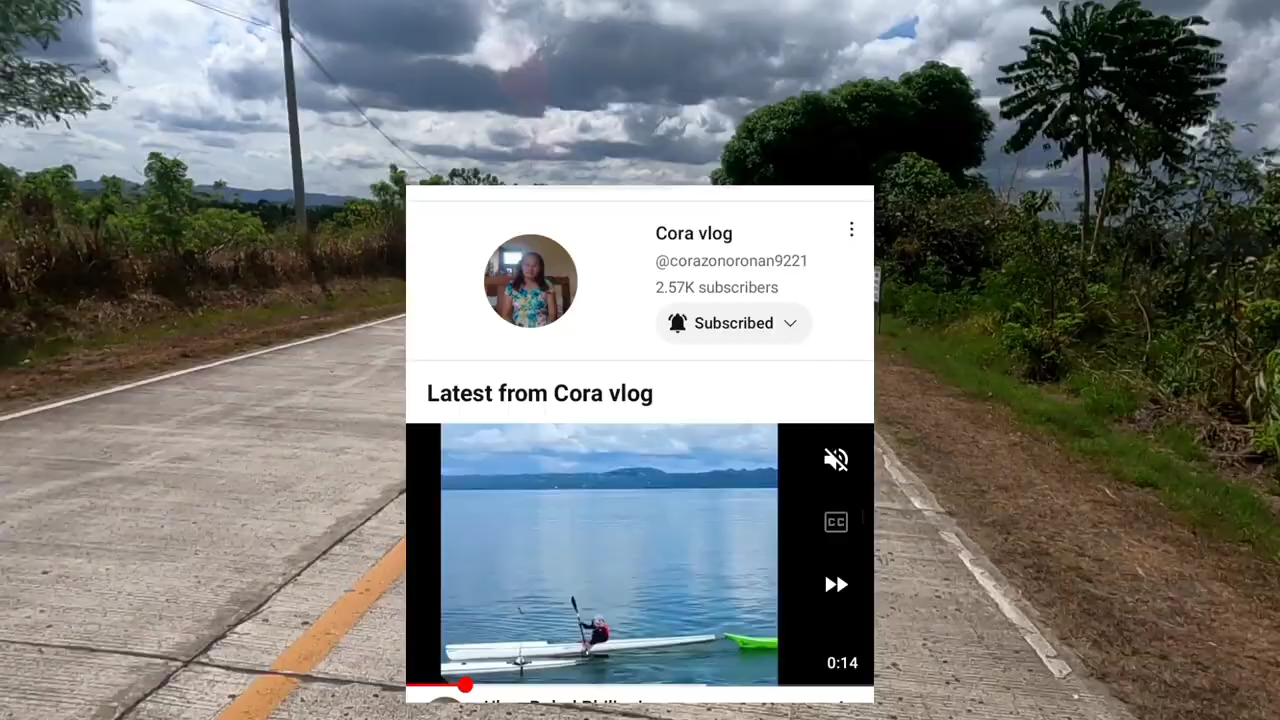 Cora vlog
@corazonoronan9221
2.57K subscribers
Subscribed
Latest from Cora vlog
CC
0:14